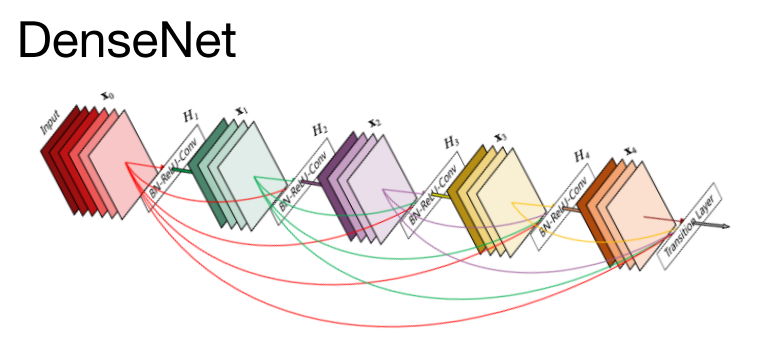 DenseNet
Input
x₀
H₁
BN-ReLU-Conv
x₁
H₂
BN-ReLU-Conv
x₂
H₃
BN-ReLU-Conv
x₃
H₄
BN-ReLU-Conv
x₄
Transition Layer